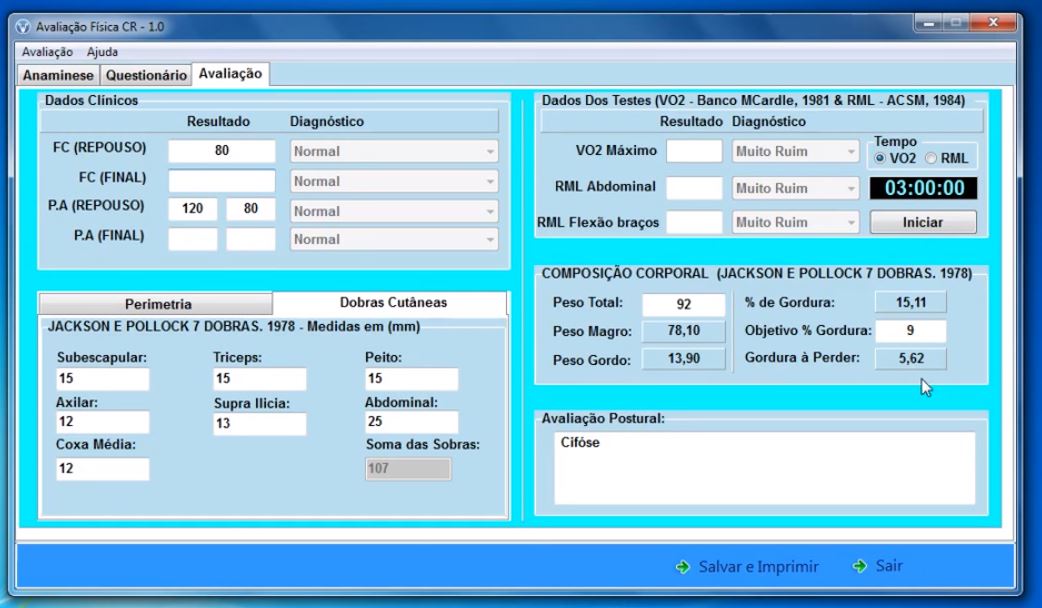 Avaliação Física CR - 1.0
Avaliação Ajuda
Anaminese Questionário Avaliação
Dados Clínicos
Resultado Diagnóstico
FC (REPOUSO) 80 Normal
FC (FINAL) Normal
P.A (REPOUSO) 120 80 Normal
P.A (FINAL) Normal
Dados Dos Testes (VO2 - Banco MCardle, 1981 & RML - ACSM, 1984)
Resultado Diagnóstico
VO2 Máximo Muito Ruim
RML Abdominal Muito Ruim
RML Flexão braços Muito Ruim
Tempo
VO2 RML
03:00:00
Iniciar
Perimetria Dobras Cutâneas
JACKSON E POLLOCK 7 DOBRAS. 1978 - Medidas em (mm)
Subescapular: Triceps: Peito:
15 15 15
Axilar: Supra Ilicia: Abdominal:
12 13 25
Coxa Média: Soma das Sobras:
12 107
COMPOSIÇÃO CORPORAL (JACKSON E POLLOCK 7 DOBRAS. 1978)
Peso Total: 92 % de Gordura: 15,11
Peso Magro: 78,10 Objetivo % Gordura: 9
Peso Gordo: 13,90 Gordura à Perder: 5,62
Avaliação Postural:
Cifóse
Salvar e Imprimir Sair